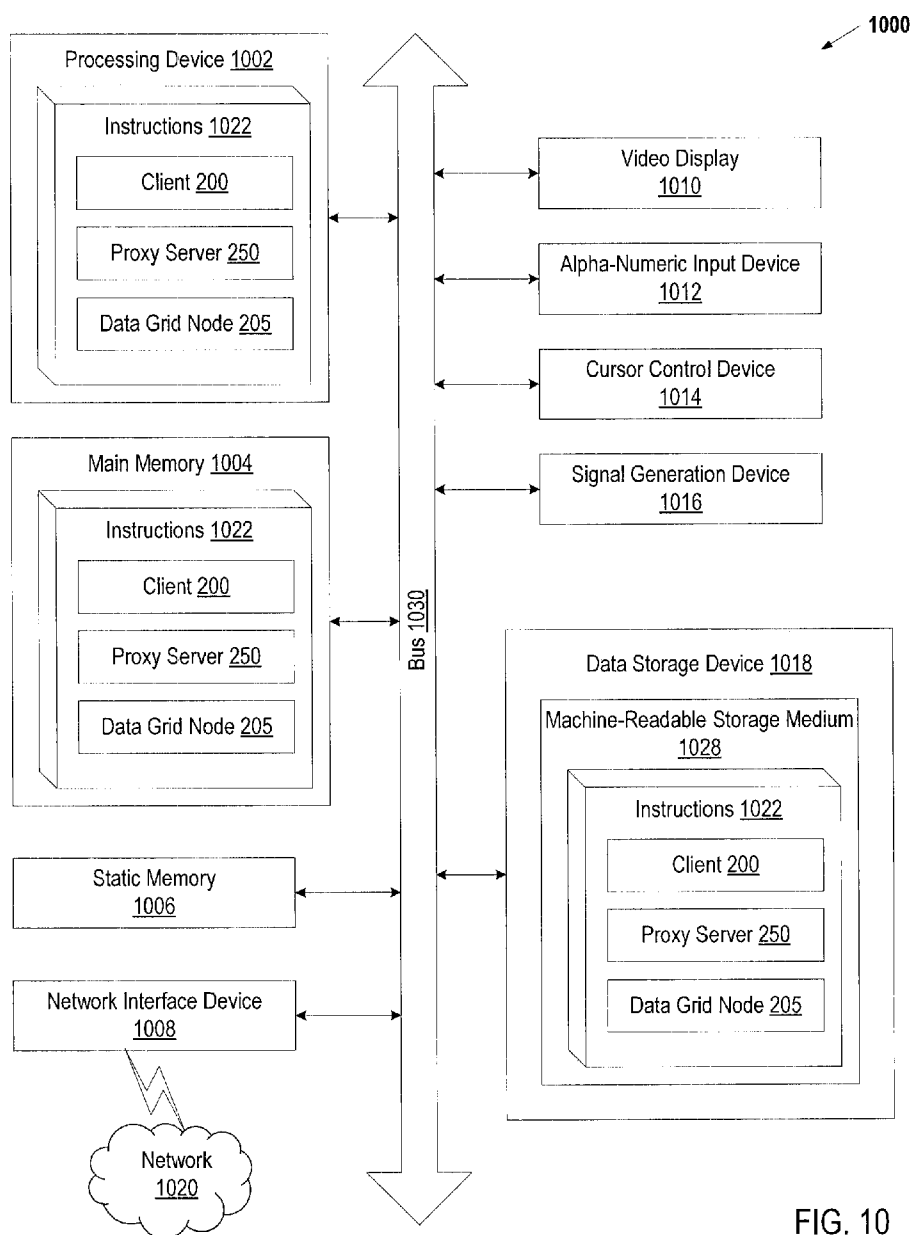 1000
Processing Device 1002
Instructions 1022
Client 200
Proxy Server 250
Data Grid Node 205
Main Memory 1004
Instructions 1022
Client 200
Proxy Server 250
Data Grid Node 205
Static Memory
1006
Network Interface Device
1008
Network
1020
Bus 1030
Video Display
1010
Alpha-Numeric Input Device
1012
Cursor Control Device
1014
Signal Generation Device
1016
Data Storage Device 1018
Machine-Readable Storage Medium
1028
Instructions 1022
Client 200
Proxy Server 250
Data Grid Node 205
FIG. 10